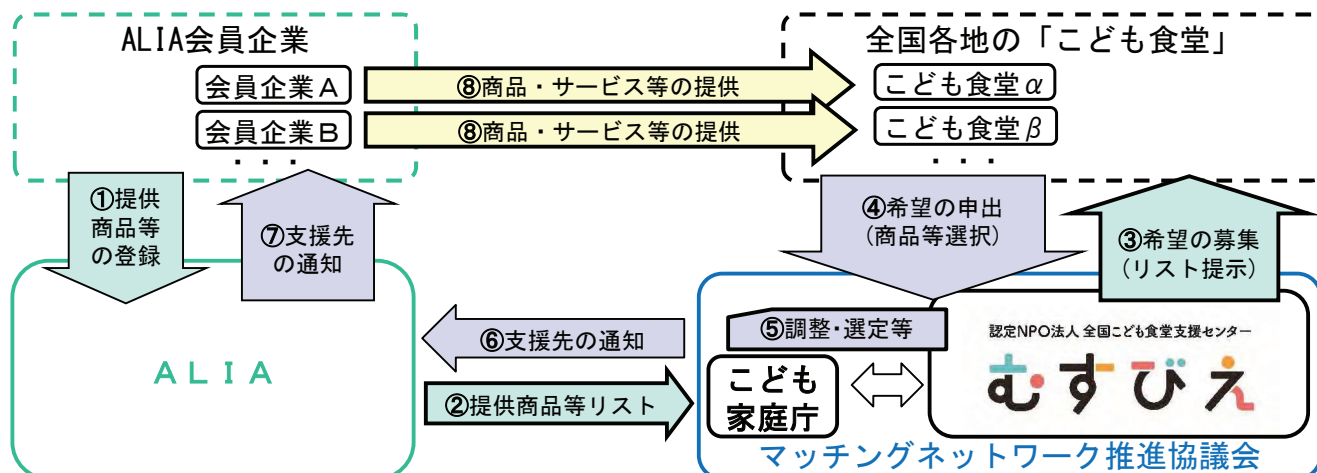 ALIA会員企業
会員企業A
会員企業B
・・・
全国各地の「こども食堂」
こども食堂α
こども食堂β
・・・
⑧商品・サービス等の提供
⑧商品・サービス等の提供
①提供
商品等
の登録
⑦支援先
の通知
④希望の申出
(商品等選択)
③希望の募集
(リスト提示)
ALIA
⑥支援先の通知
②提供商品等リスト
⑤調整・選定等
こども
家庭庁
認定NPO法人 全国こども食堂支援センター
むすびえ
マッチングネットワーク推進協議会